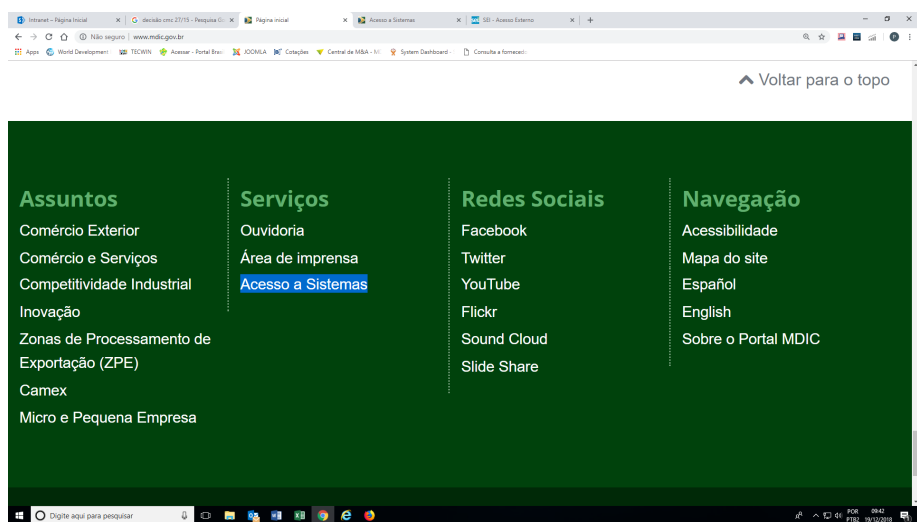 Intranet – Página Inicial
decisão cmc 27/15 - Pesquisa Go
Página inicial
Acesso a Sistemas
SEI - Acesso Externo
Não seguro | www.mdic.gov.br
Apps
World Development
TECWIN
Acessar - Portal Bras
JOOMLA
Cotações
Central de M&A - M
System Dashboard -
Consulta a forneced
Voltar para o topo
Assuntos
Comércio Exterior
Comércio e Serviços
Competitividade Industrial
Inovação
Zonas de Processamento de
Exportação (ZPE)
Camex
Micro e Pequena Empresa
Serviços
Ouvidoria
Área de imprensa
Acesso a Sistemas
Redes Sociais
Facebook
Twitter
YouTube
Flickr
Sound Cloud
Slide Share
Navegação
Acessibilidade
Mapa do site
Español
English
Sobre o Portal MDIC
Digite aqui para pesquisar
POR
PTB2
09:42
19/12/2018